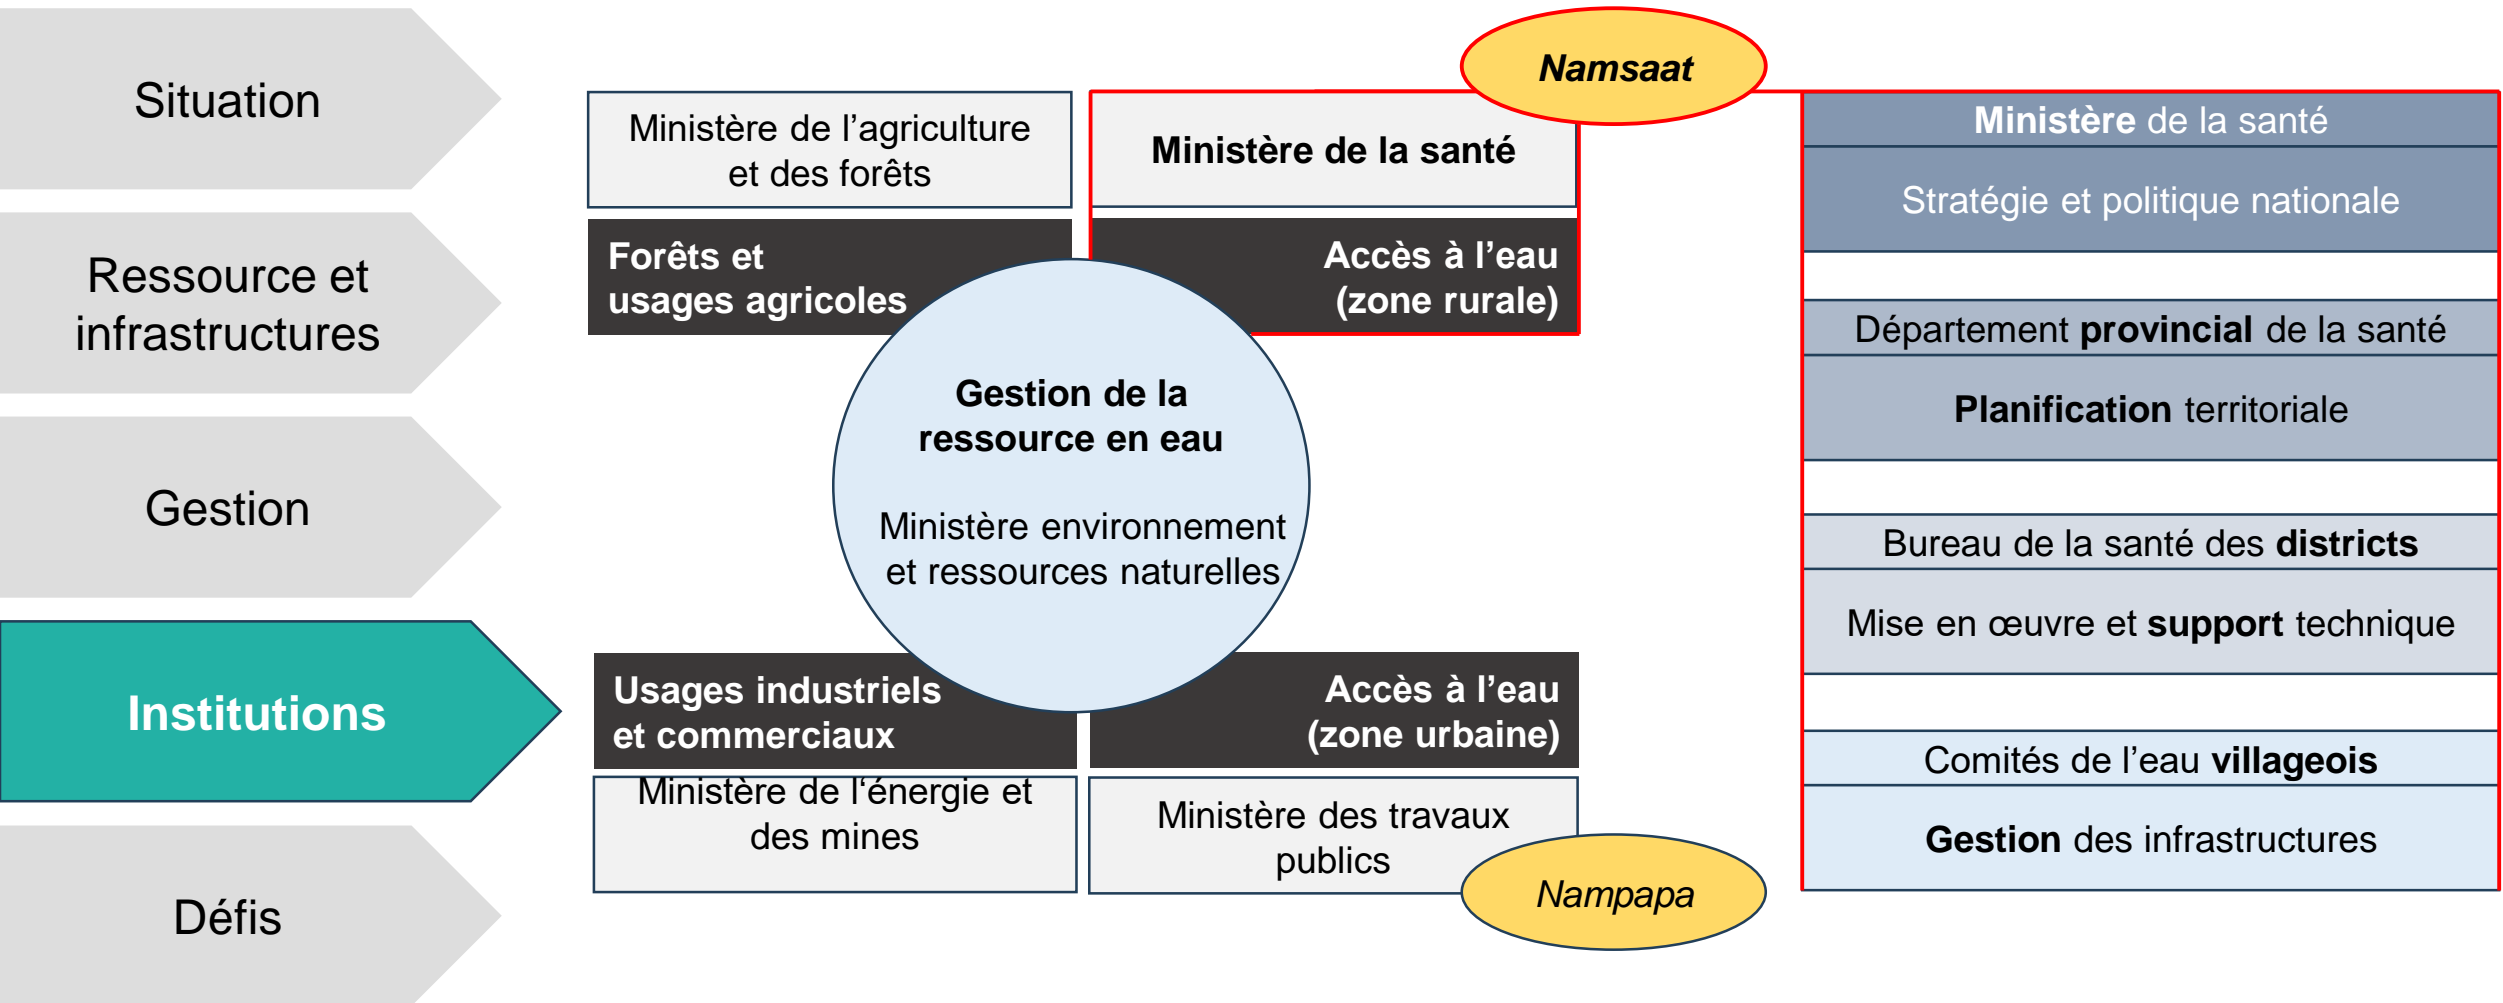 Situation
Ressource et
infrastructures
Gestion
Institutions
Défis
Ministère de l’agriculture
et des forêts
Forêts et
usages agricoles
Namsaat
Ministère de la santé
Accès à l’eau
(zone rurale)
Gestion de la
ressource en eau
Ministère environnement
et ressources naturelles
Usages industriels
et commerciaux
Ministère de l‘énergie et
des mines
Accès à l’eau
(zone urbaine)
Ministère des travaux
publics
Nampapa
Ministère de la santé
Stratégie et politique nationale
Département provincial de la santé
Planification territoriale
Bureau de la santé des districts
Mise en œuvre et support technique
Comités de l’eau villageois
Gestion des infrastructures